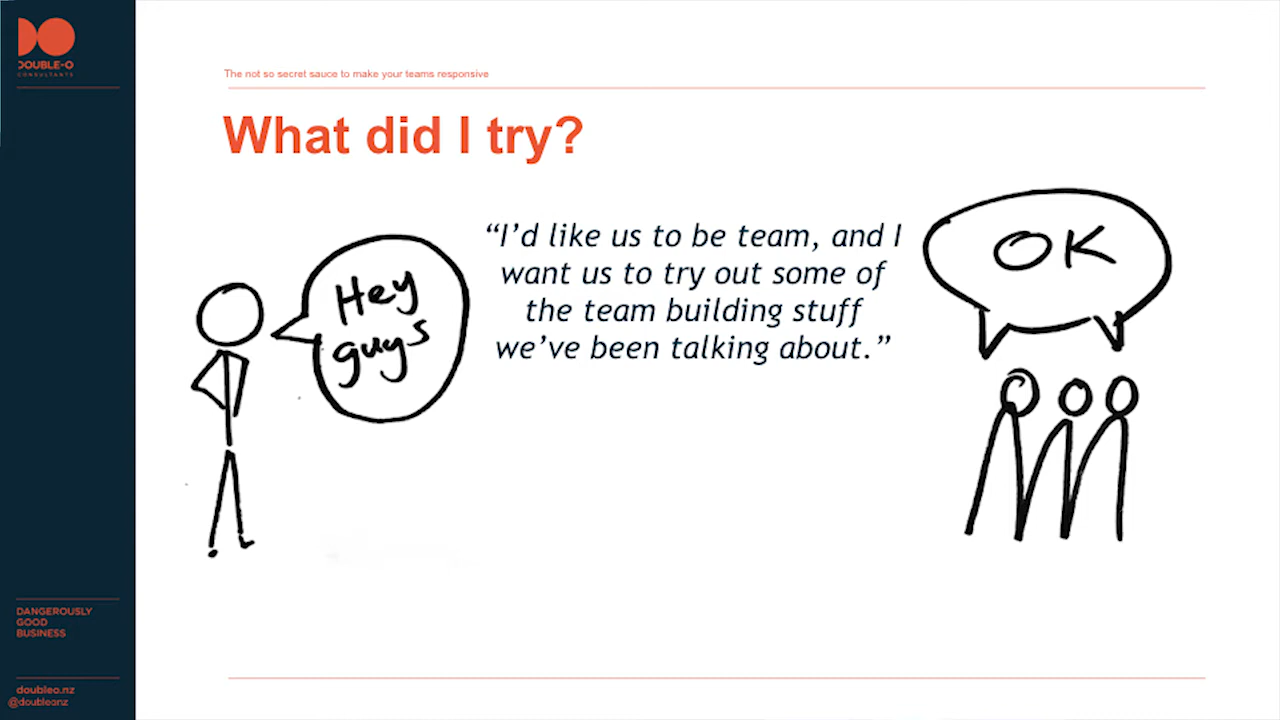 DOUBLE-O
CONSULTANTS
The not so secret sauce to make your teams responsive
What did I try?
Hey
guys
“I’d like us to be team, and I
want us to try out some of
the team building stuff
we’ve been talking about.”
OK
DANGEROUSLY
GOOD
BUSINESS
doubleo.nz
@doubleonz